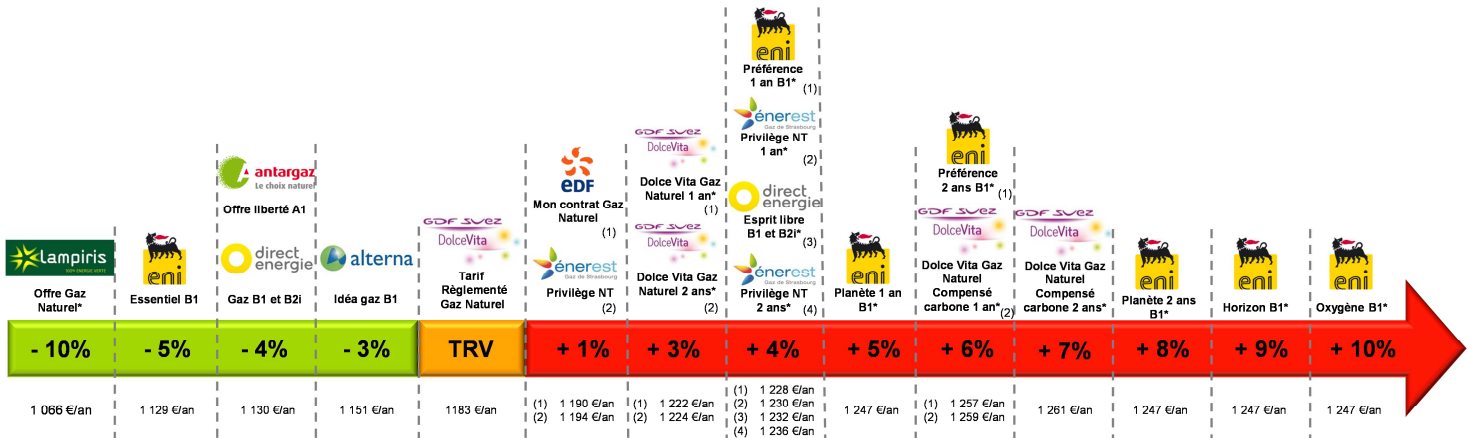 lampiris
100% ENERGIE VERTE
Offre Gaz
Naturel*
- 10%
1 066 €/an
eni
Essentiel B1
- 5%
1 129 €/an
antargaz
Le choix naturel
Offre liberté A1
direct
energie
Gaz B1 et B2i
- 4%
1 130 €/an
alterna
Idéa gaz B1
- 3%
1 151 €/an
GDF SUEZ
DolceVita
Tarif
Règlementé
Gaz Naturel
TRV
1183 €/an
eDF
Mon contrat Gaz
Naturel
(1)
énerest
Gaz de Strasbourg
Privilège NT
(2)
+ 1%
(1) 1 190 €/an
(2) 1 194 €/an
GDF SUEZ
DolceVita
Dolce Vita Gaz
Naturel 1 an*
(1)
GDF SUEZ
DolceVita
Dolce Vita Gaz
Naturel 2 ans*
(2)
+ 3%
(1) 1 222 €/an
(2) 1 224 €/an
eni
Préférence
1 an B1*
(1)
énerest
Gaz de Strasbourg
Privilège NT
1 an*
(2)
direct
energie
Esprit libre
B1 et B2i*
(3)
énerest
Gaz de Strasbourg
Privilège NT
2 ans*
(4)
+ 4%
(1) 1 228 €/an
(2) 1 230 €/an
(3) 1 232 €/an
(4) 1 236 €/an
eni
Planète 1 an
B1*
+ 5%
1 247 €/an
eni
Préférence
2 ans B1*
(1)
GDF SUEZ
DolceVita
Dolce Vita Gaz
Naturel
Compensé
carbone 1 an*
(2)
+ 6%
(1) 1 257 €/an
(2) 1 259 €/an
GDF SUEZ
DolceVita
Dolce Vita Gaz
Naturel
Compensé
carbone 2 ans*
+ 7%
1 261 €/an
eni
Planète 2 ans
B1*
+ 8%
1 247 €/an
eni
Horizon B1*
+ 9%
1 247 €/an
eni
Oxygène B1*
+ 10%
1 247 €/an